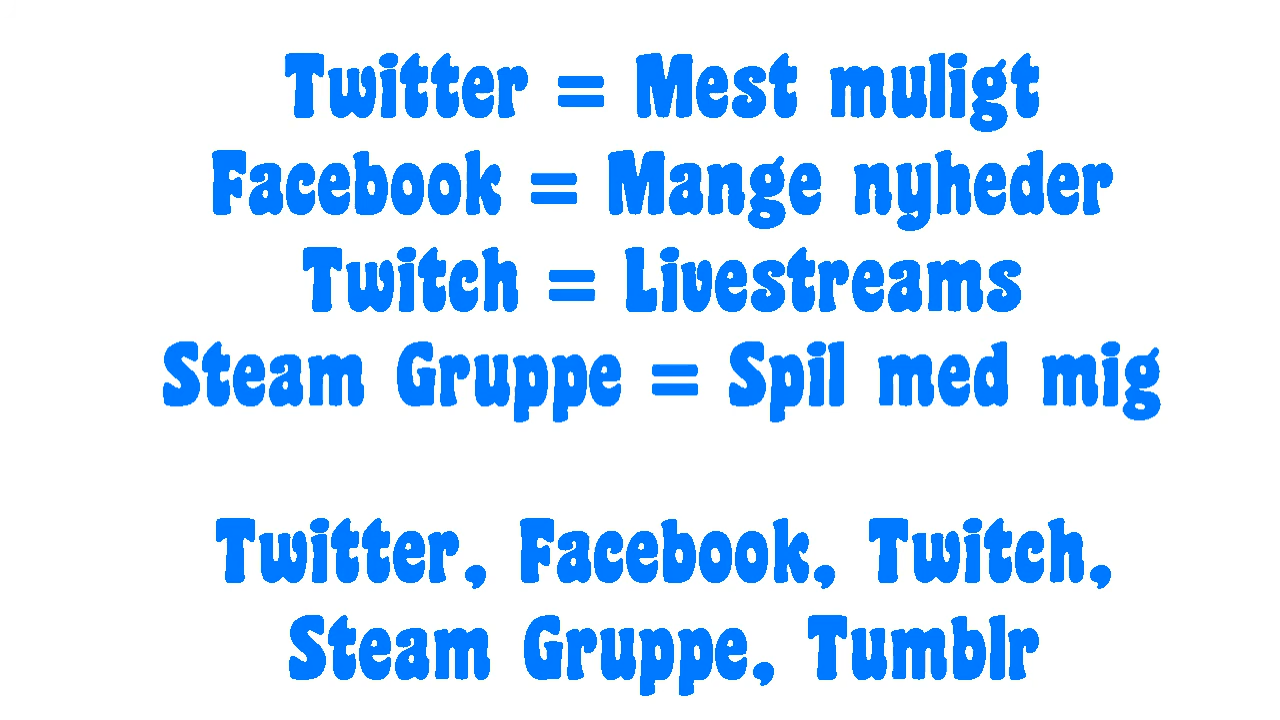 Twitter = Mest muligt
Facebook = Mange nyheder
Twitch = Livestreams
Steam Gruppe = Spil med mig
Twitter, Facebook, Twitch,
Steam Gruppe, Tumblr